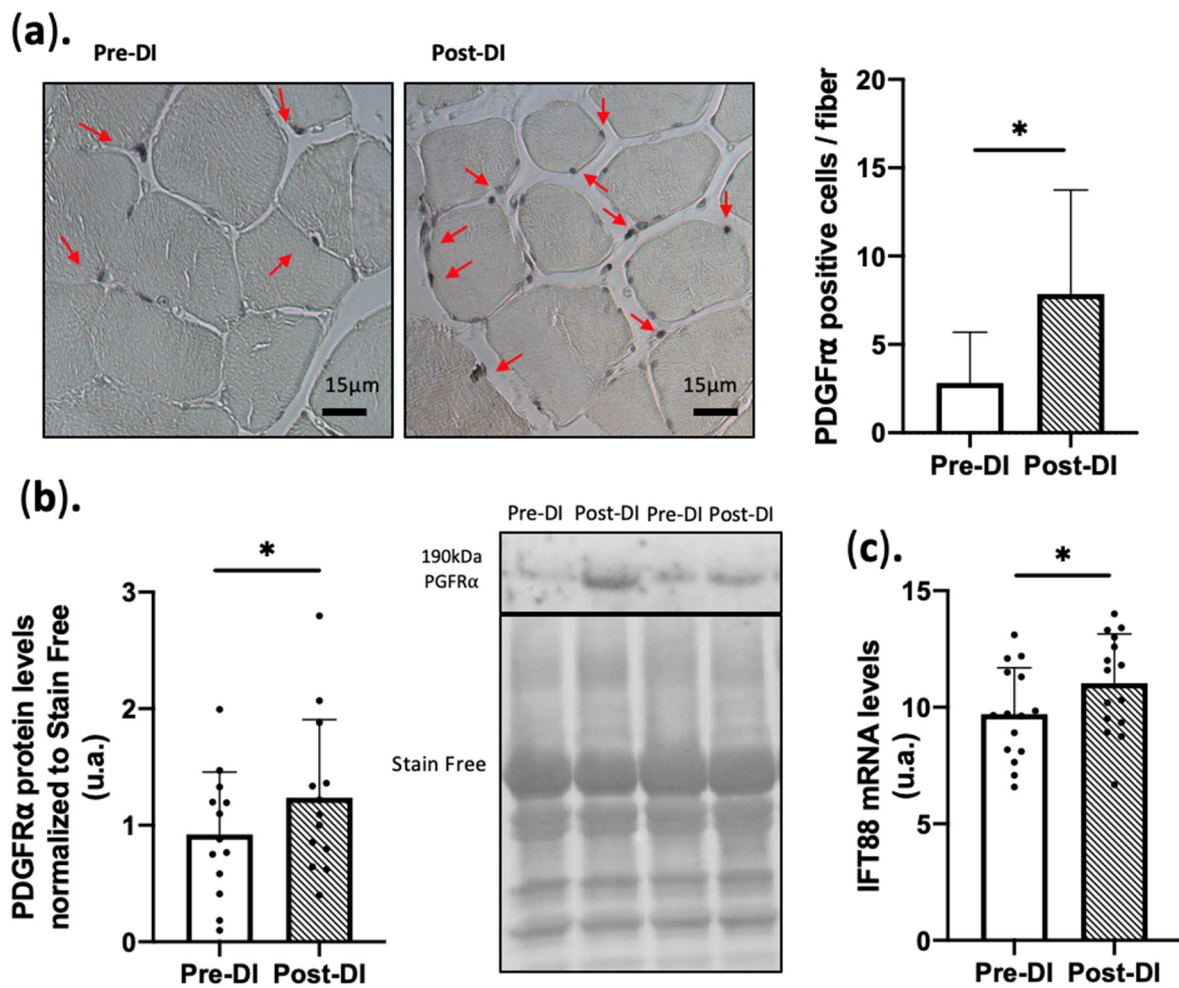 (a).
Pre-DI
Post-DI
15µm
15µm
PDGFrα positive cells / fiber
20
15
10
5
0
*
Pre-DI
Post-DI
(b).
PDGFRα protein levels
normalized to Stain Free
(u.a.)
3
2
1
0
*
Pre-DI
Post-DI
Pre-DI Post-DI Pre-DI Post-DI
190kDa
PGFRα
Stain Free
(c).
IFT88 mRNA levels
(u.a.)
15
10
5
0
*
Pre-DI
Post-DI